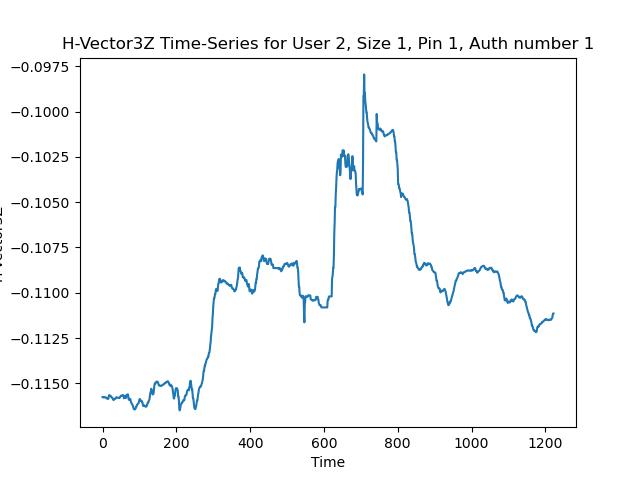 H-Vector3Z Time-Series for User 2, Size 1, Pin 1, Auth number 1
−0.0975
−0.1000
−0.1025
−0.1050
−0.1075
−0.1100
−0.1125
−0.1150
0 200 400 600 800 1000 1200
Time